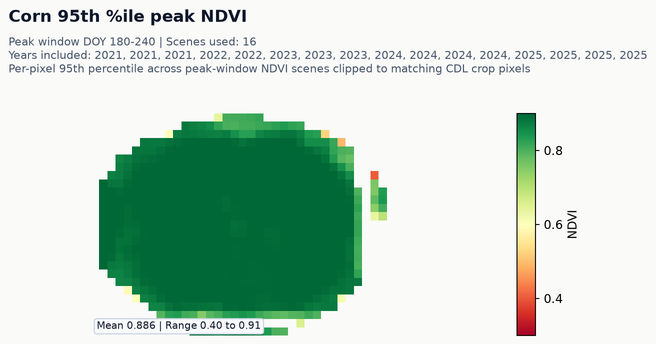 Corn 95th %ile peak NDVI
Peak window DOY 180-240 | Scenes used: 16
Years included: 2021, 2021, 2021, 2022, 2022, 2023, 2023, 2023, 2024, 2024, 2024, 2024, 2025, 2025, 2025, 2025
Per-pixel 95th percentile across peak-window NDVI scenes clipped to matching CDL crop pixels
0.8
0.6
0.4
NDVI
Mean 0.886 | Range 0.40 to 0.91